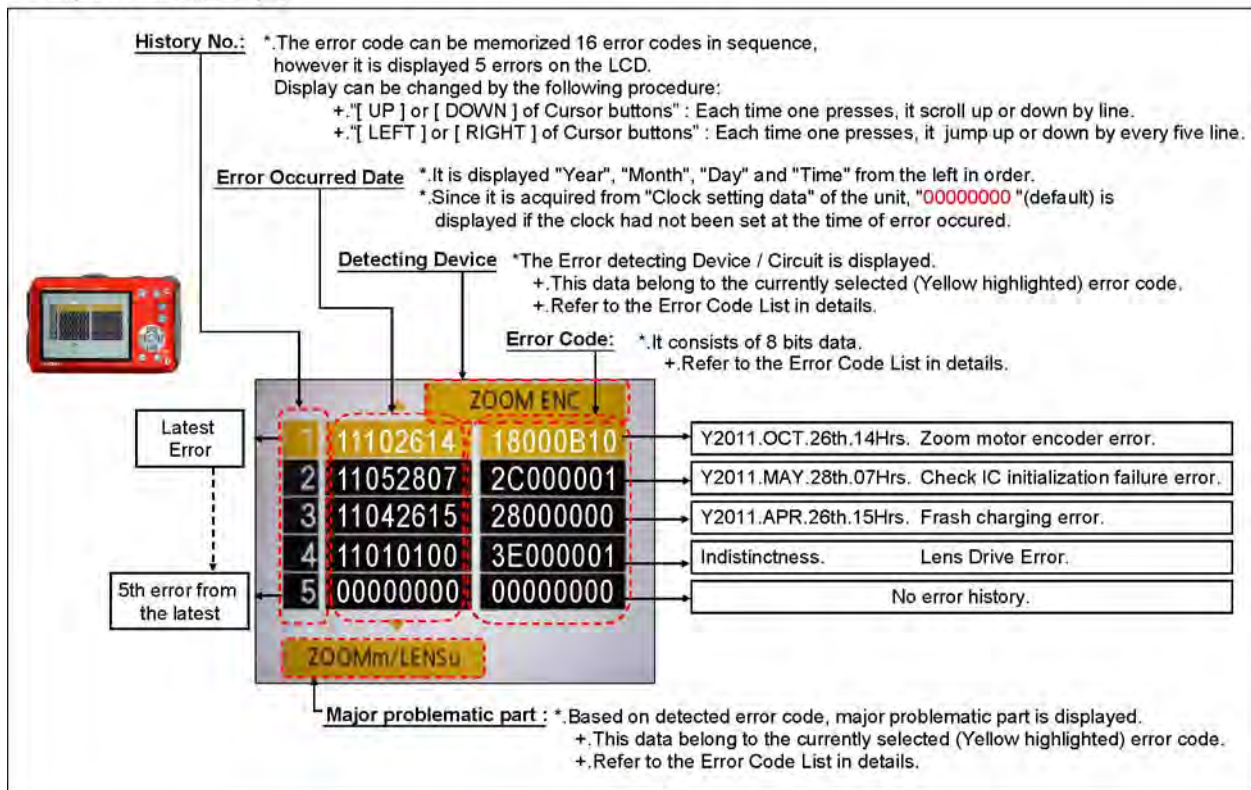 History No.: *.The error code can be memorized 16 error codes in sequence,
however it is displayed 5 errors on the LCD.
Display can be changed by the following procedure:
+."[ UP ] or [ DOWN ] of Cursor buttons" : Each time one presses, it scroll up or down by line.
+."[ LEFT ] or [ RIGHT ] of Cursor buttons" : Each time one presses, it jump up or down by every five line.
Error Occurred Date *.It is displayed "Year", "Month", "Day" and "Time" from the left in order.
*.Since it is acquired from "Clock setting data" of the unit, "00000000 "(default) is
displayed if the clock had not been set at the time of error occured.
Detecting Device *The Error detecting Device / Circuit is displayed.
+.This data belong to the currently selected (Yellow highlighted) error code.
+.Refer to the Error Code List in details.
Error Code: *.It consists of 8 bits data.
+.Refer to the Error Code List in details.
ZOOM ENC
Latest
Error
1 11102614 18000B10
Y2011.OCT.26th.14Hrs. Zoom motor encoder error.
2 11052807 2C000001
Y2011.MAY.28th.07Hrs. Check IC initialization failure error.
3 11042615 28000000
Y2011.APR.26th.15Hrs. Frash charging error.
4 11010100 3E000001
Indistinctness. Lens Drive Error.
5th error from
the latest
5 00000000 00000000
No error history.
ZOOMm/LENSu
Major problematic part : *.Based on detected error code, major problematic part is displayed.
+.This data belong to the currently selected (Yellow highlighted) error code.
+.Refer to the Error Code List in details.